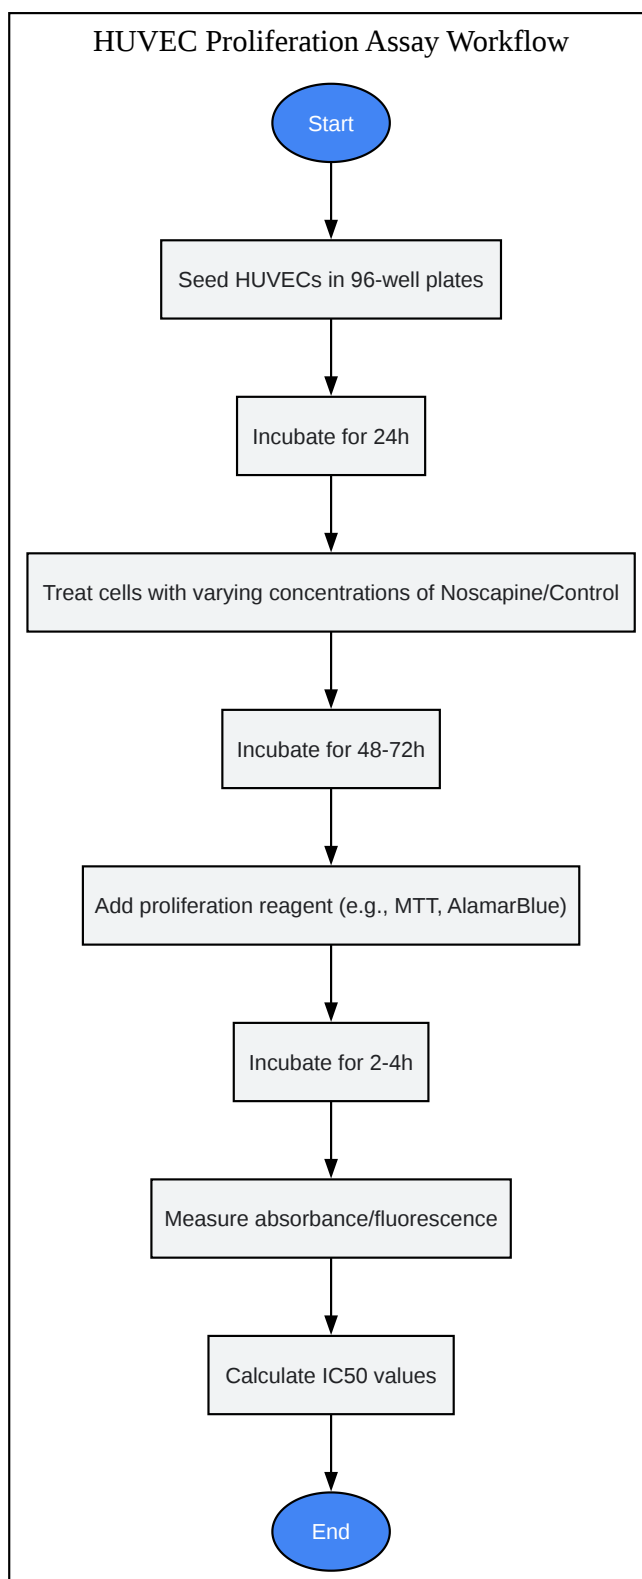 HUVEC Proliferation Assay Workflow
Start
Seed HUVECs in 96-well plates
Incubate for 24h
Treat cells with varying concentrations of Noscapine/Control
Incubate for 48-72h
Add proliferation reagent (e.g., MTT, AlamarBlue)
Incubate for 2-4h
Measure absorbance/fluorescence
Calculate IC50 values
End